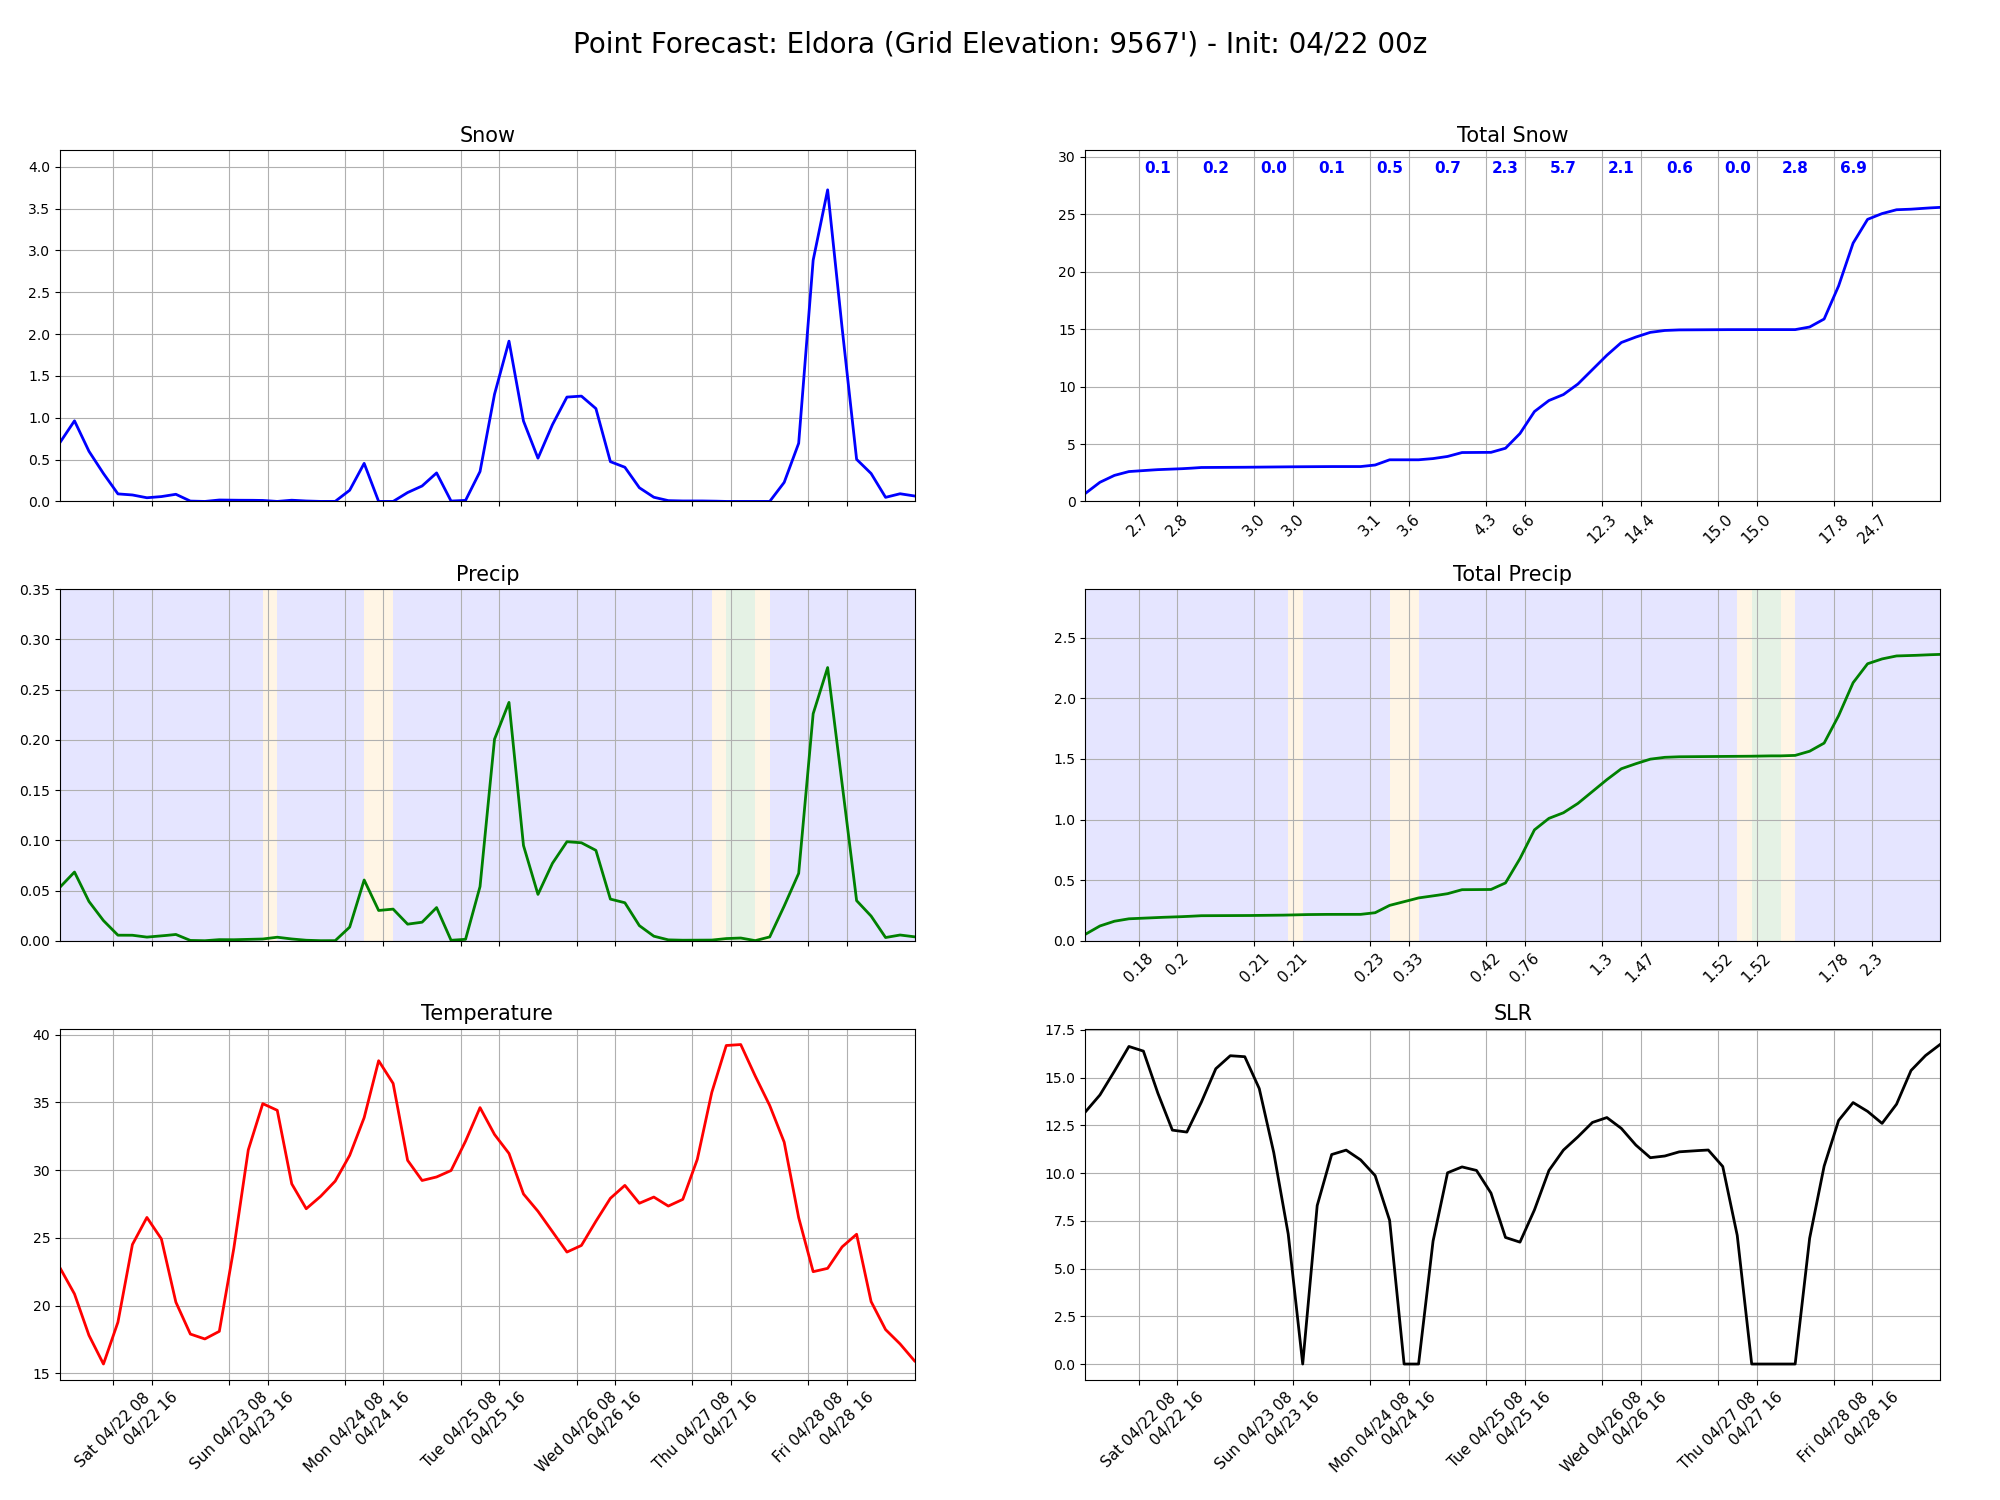 Point Forecast: Eldora (Grid Elevation: 9567') - Init: 04/22 00z
Snow
4.0
3.5
3.0
2.5
2.0
1.5
1.0
0.5
0.0
Total Snow
30
25
20
15
10
5
0
0.1 0.2 0.0 0.1 0.5 0.7 2.3 5.7 2.1 0.6 0.0 2.8 6.9
2.7 2.8 3.0 3.0 3.1 3.6 4.3 6.6 12.3 14.4 15.0 15.0 17.8 24.7
Precip
0.35
0.30
0.25
0.20
0.15
0.10
0.05
0.00
Total Precip
2.5
2.0
1.5
1.0
0.5
0.0
0.18 0.2 0.21 0.21 0.23 0.33 0.42 0.76 1.3 1.47 1.52 1.52 1.78 2.3
Temperature
40
35
30
25
20
15
Sat 04/22 08
04/22 16
Sun 04/23 08
04/23 16
Mon 04/24 08
04/24 16
Tue 04/25 08
04/25 16
Wed 04/26 08
04/26 16
Thu 04/27 08
04/27 16
Fri 04/28 08
04/28 16
SLR
17.5
15.0
12.5
10.0
7.5
5.0
2.5
0.0
Sat 04/22 08
04/22 16
Sun 04/23 08
04/23 16
Mon 04/24 08
04/24 16
Tue 04/25 08
04/25 16
Wed 04/26 08
04/26 16
Thu 04/27 08
04/27 16
Fri 04/28 08
04/28 16